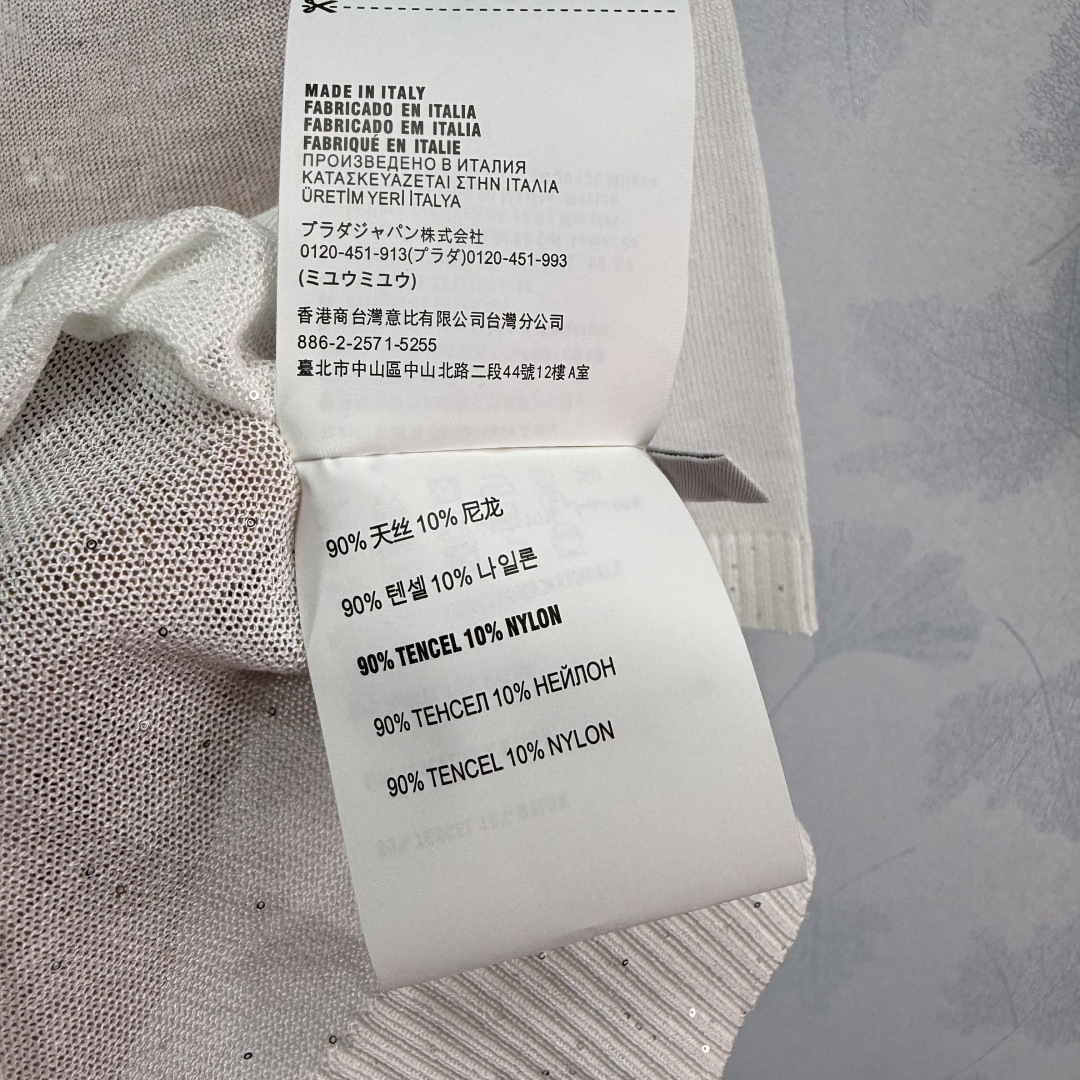 MADE IN ITALY
FABRICADO EN ITALIA
FABRICADO EM ITALIA
FABRIQUÉ EN ITALIE
ПРОИЗВЕДЕНО В ИТАЛИЯ
ΚΑΤΑΣΚΕΥΑΖΕΤΑΙ ΣΤΗΝ ΙΤΑΛΙΑ
ÜRETİM YERİ İTALYA
プラダジャパン株式会社
0120-451-913(プラダ)0120-451-993
(ミユウミユウ)
香港商台灣意比有限公司台灣分公司
886-2-2571-5255
臺北市中山區中山北路二段44號12樓A室
90% 天丝 10% 尼龙
90% 텐셀 10% 나일론
90% TENCEL 10% NYLON
90% ТЕНСЕЛ 10% НЕЙЛОН
90% TENCEL 10% NYLON